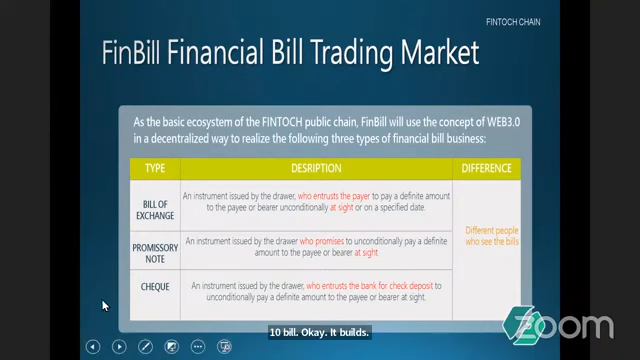 FINTOCH CHAIN
FinBill Financial Bill Trading Market
As the basic ecosystem of the FINTOCH public chain, FinBill will use the concept of WEB3.0
in a decentralized way to realize the following three types of financial bill business:
TYPE
DESRIPTION
DIFFERENCE
BILL OF
EXCHANGE
An instrument issued by the drawer, who entrusts the payer to pay a definite amount
to the payee or bearer unconditionally at sight or on a specified date.
Different people
who see the bills
PROMISSORY
NOTE
An instrument issued by the drawer who promises to unconditionally pay a definite
amount to the payee or bearer at sight
CHEQUE
An instrument issued by the drawer, who entrusts the bank for check deposit to
unconditionally pay a definite amount to the payee or bearer at sight.
zoom
10 bill. Okay. It builds.